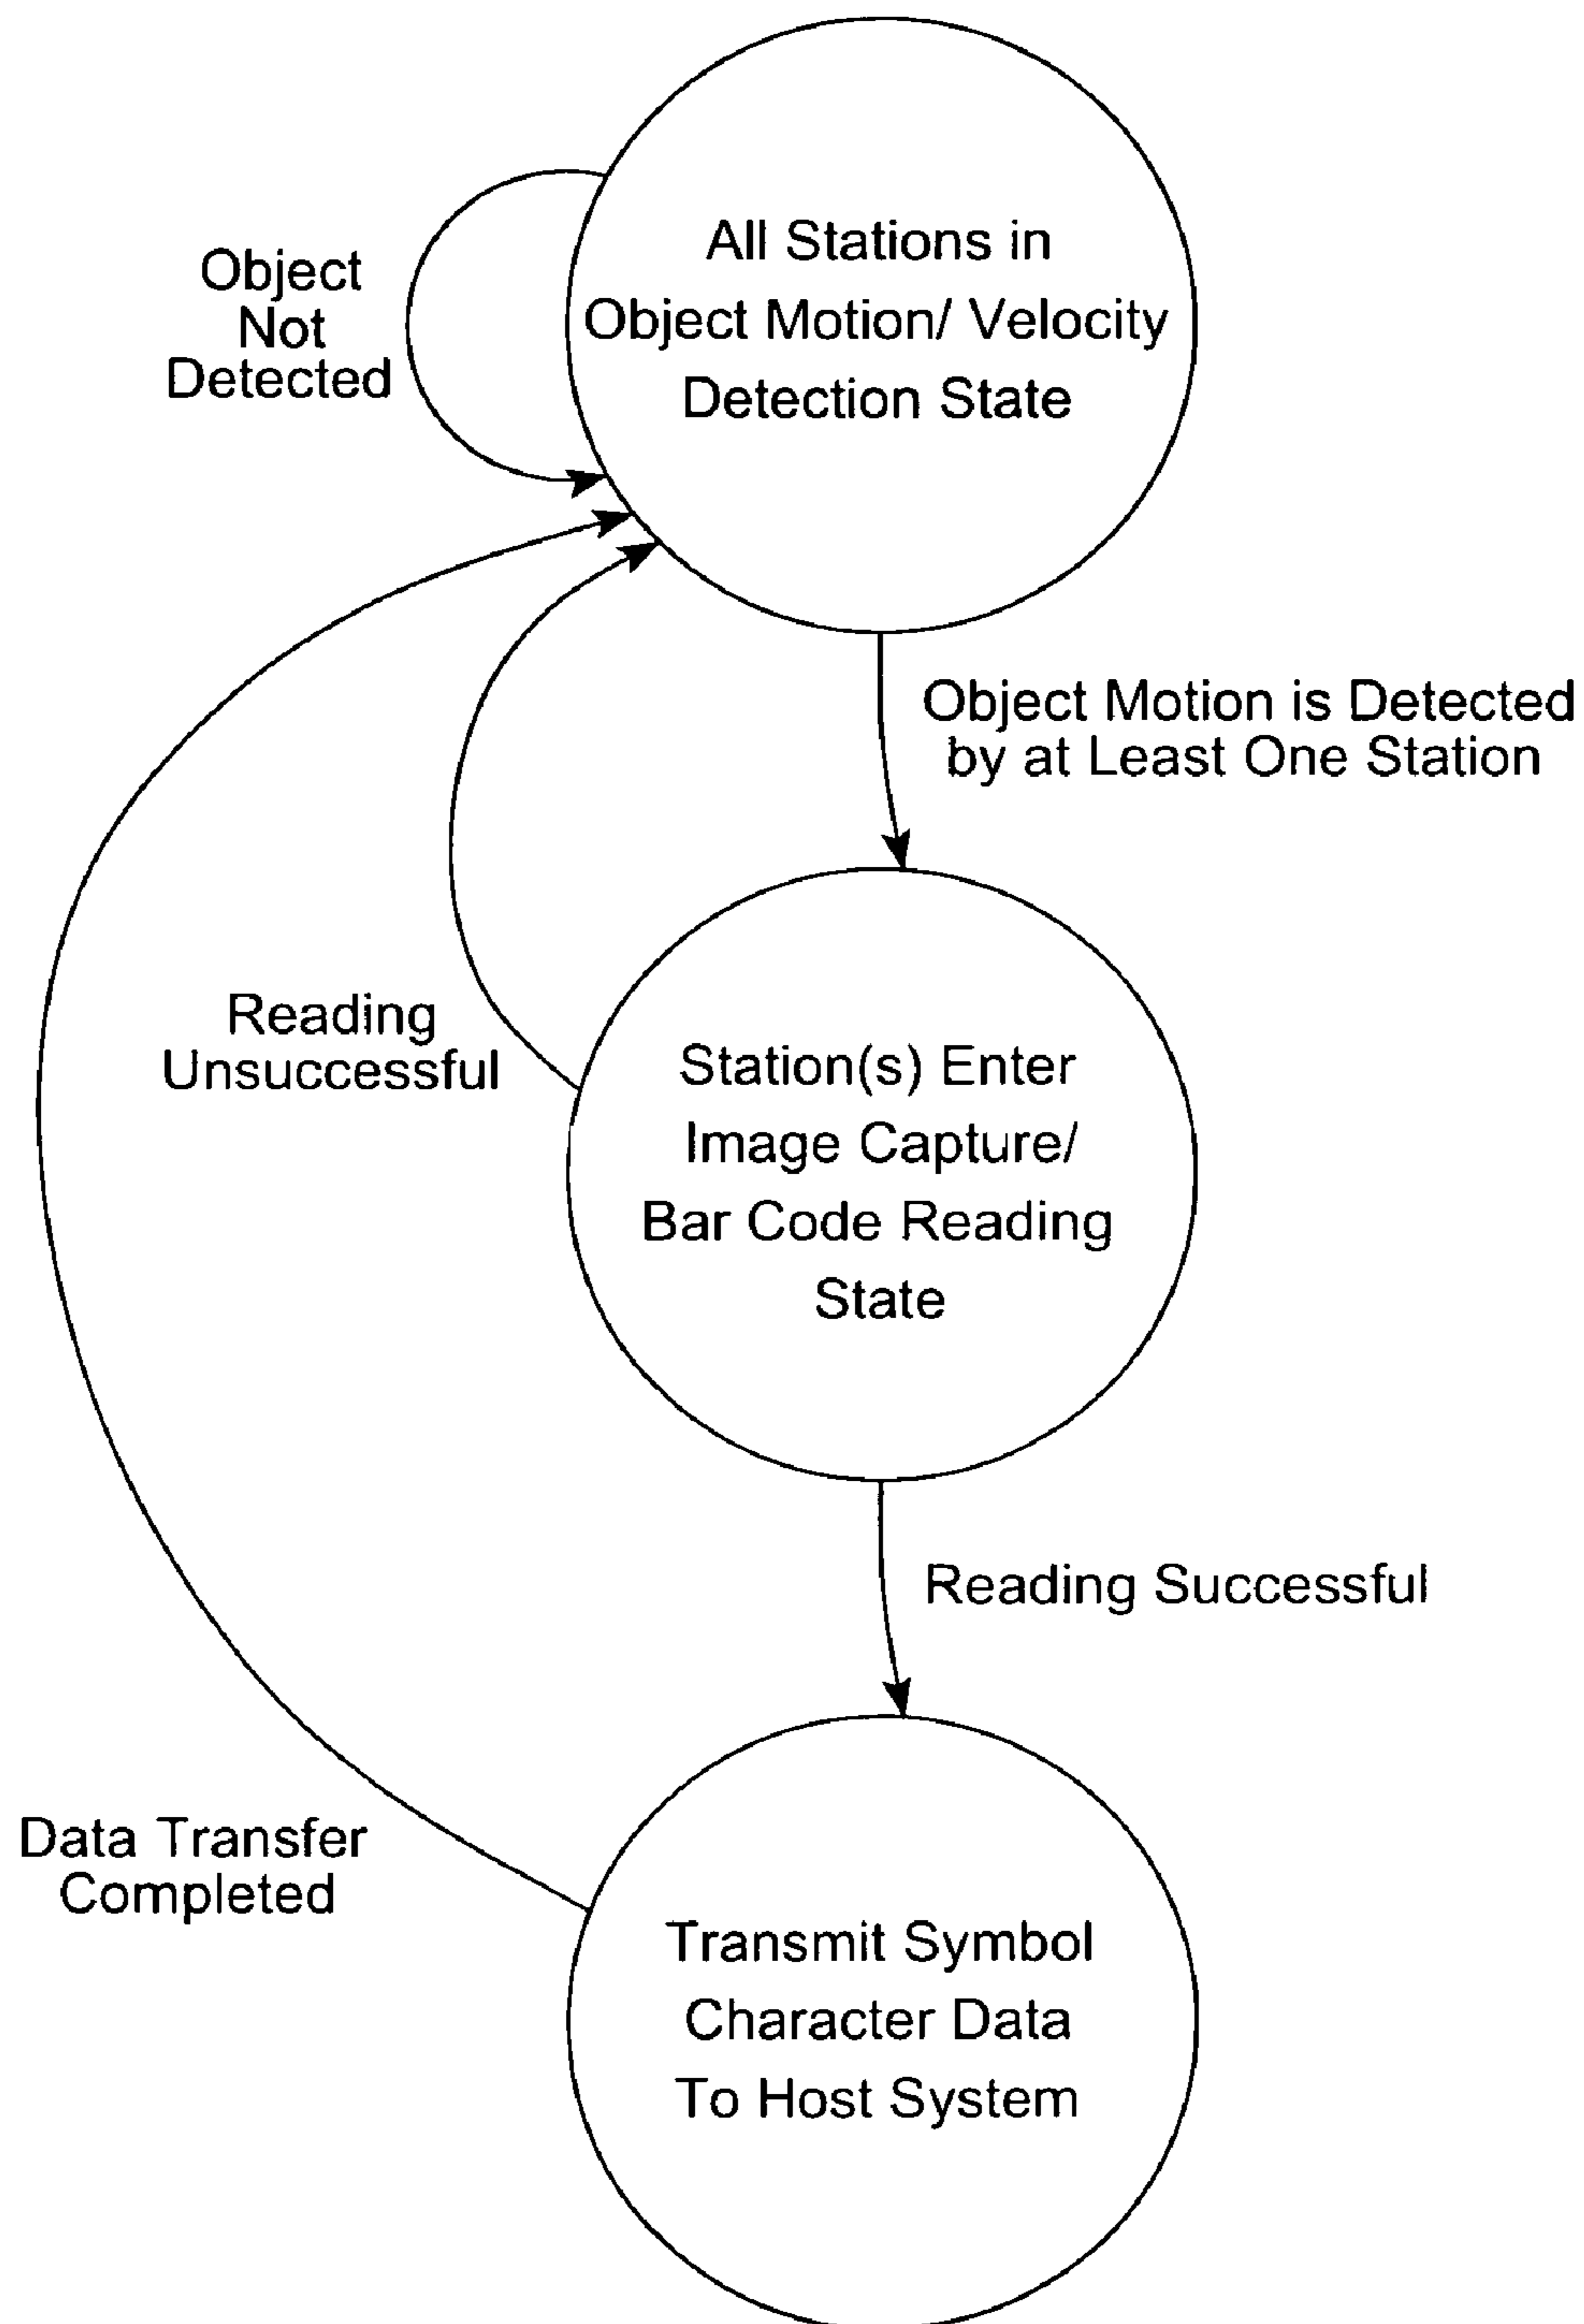 All Stations in
Object Motion/ Velocity
Detection State
Object
Not
Detected
Object Motion is Detected
by at Least One Station
Reading
Unsuccessful
Station(s) Enter
Image Capture/
Bar Code Reading
State
Reading Successful
Data Transfer
Completed
Transmit Symbol
Character Data
To Host System